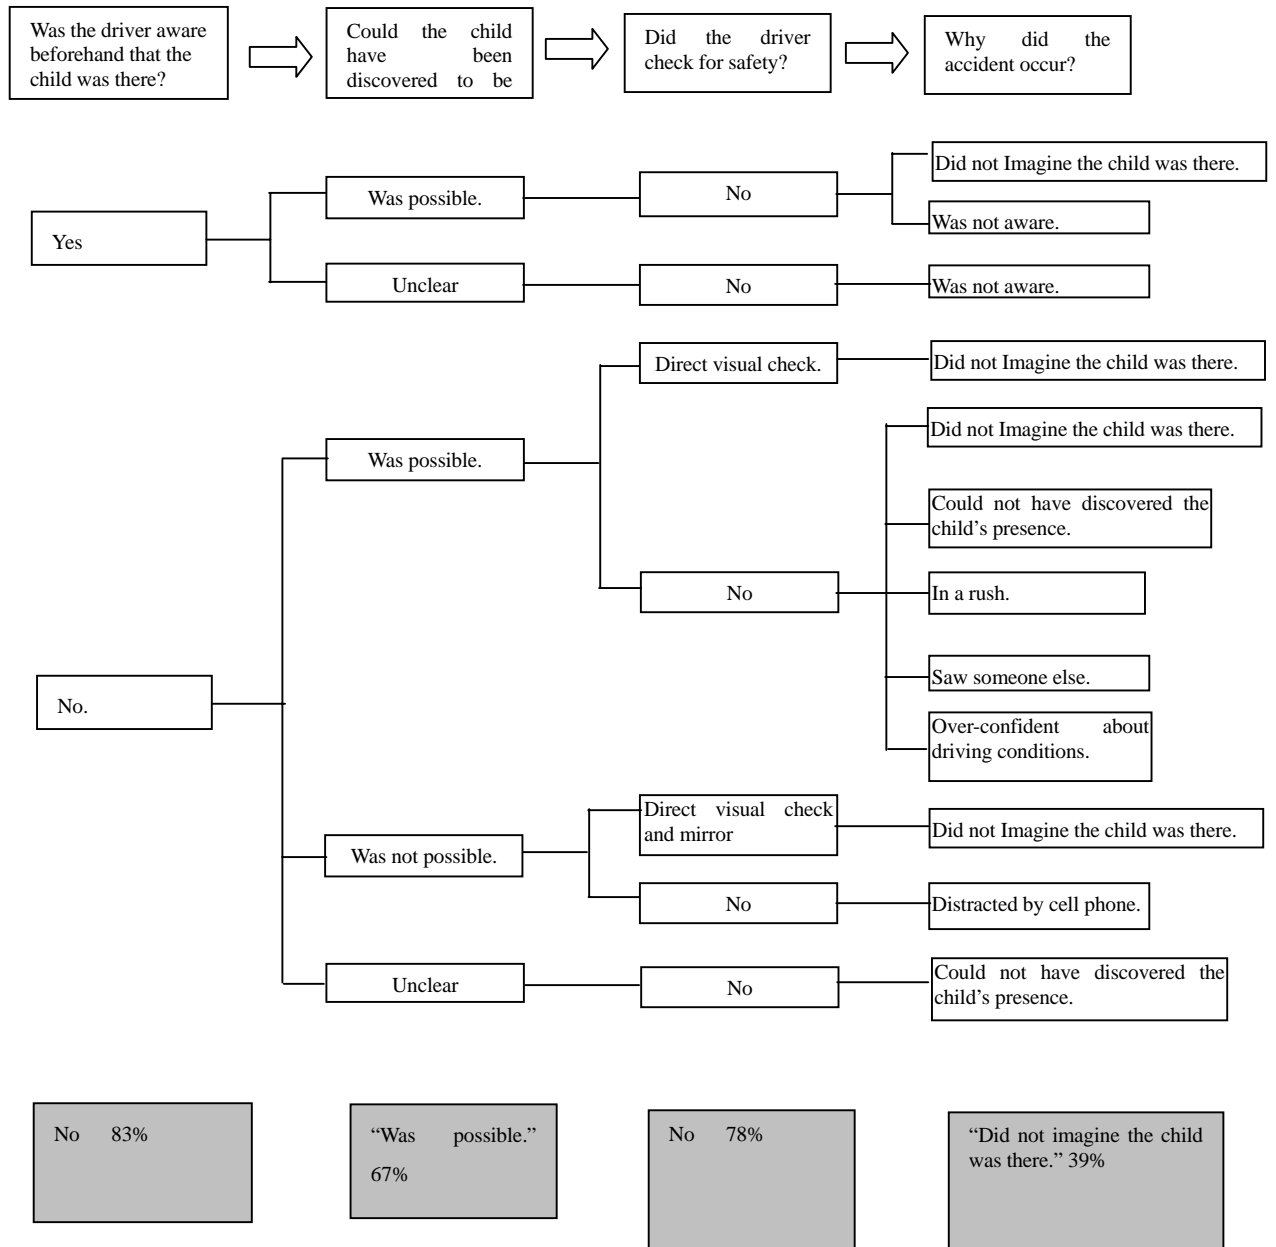 Was the driver aware
beforehand that the
child was there?
Could the child
have been
discovered to be
Did the driver
check for safety?
Why did the
accident occur?
Yes
Was possible.
No
Did not Imagine the child was there.
Was not aware.
Unclear
No
Was not aware.
No.
Was possible.
Direct visual check.
Did not Imagine the child was there.
No
Did not Imagine the child was there.
Could not have discovered the
child’s presence.
In a rush.
Saw someone else.
Over-confident about
driving conditions.
Was not possible.
Direct visual check
and mirror
Did not Imagine the child was there.
No
Distracted by cell phone.
Unclear
No
Could not have discovered the
child’s presence.
No 83%
“Was possible.”
67%
No 78%
“Did not imagine the child
was there.” 39%